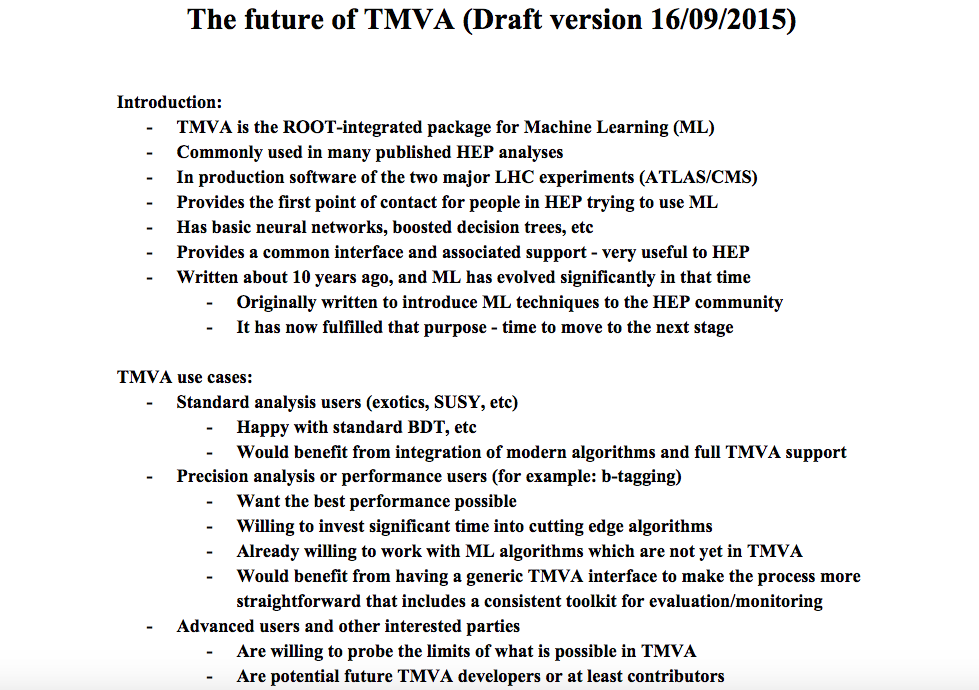 The future of TMVA (Draft version 16/09/2015)
Introduction:
- TMVA is the ROOT-integrated package for Machine Learning (ML)
- Commonly used in many published HEP analyses
- In production software of the two major LHC experiments (ATLAS/CMS)
- Provides the first point of contact for people in HEP trying to use ML
- Has basic neural networks, boosted decision trees, etc
- Provides a common interface and associated support - very useful to HEP
- Written about 10 years ago, and ML has evolved significantly in that time
- Originally written to introduce ML techniques to the HEP community
- It has now fulfilled that purpose - time to move to the next stage
TMVA use cases:
- Standard analysis users (exotics, SUSY, etc)
- Happy with standard BDT, etc
- Would benefit from integration of modern algorithms and full TMVA support
- Precision analysis or performance users (for example: b-tagging)
- Want the best performance possible
- Willing to invest significant time into cutting edge algorithms
- Already willing to work with ML algorithms which are not yet in TMVA
- Would benefit from having a generic TMVA interface to make the process more
straightforward that includes a consistent toolkit for evaluation/monitoring
- Advanced users and other interested parties
- Are willing to probe the limits of what is possible in TMVA
- Are potential future TMVA developers or at least contributors